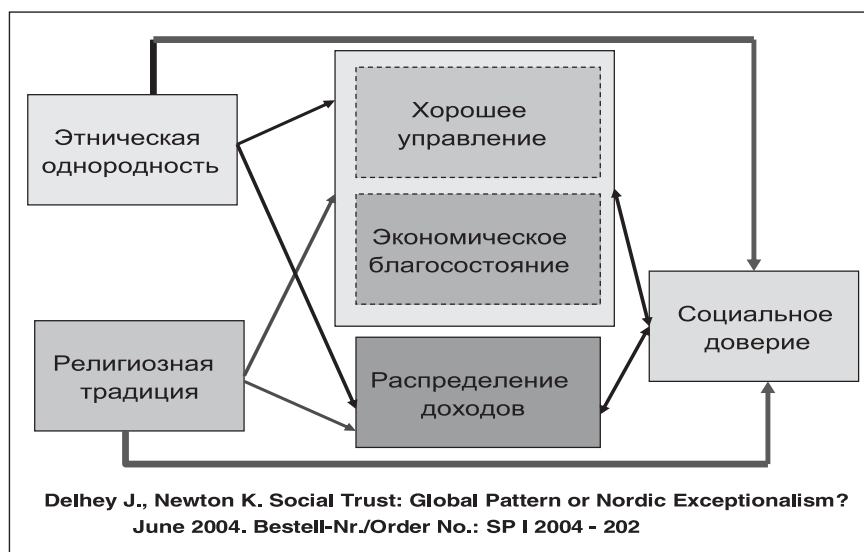 Этническая
однородность
Хорошее
управление
Экономическое
благосостояние
Социальное
доверие
Религиозная
традиция
Распределение
доходов
Delhey J., Newton K. Social Trust: Global Pattern or Nordic Exceptionalism?
June 2004. Bestell-Nr./Order No.: SP I 2004 - 202